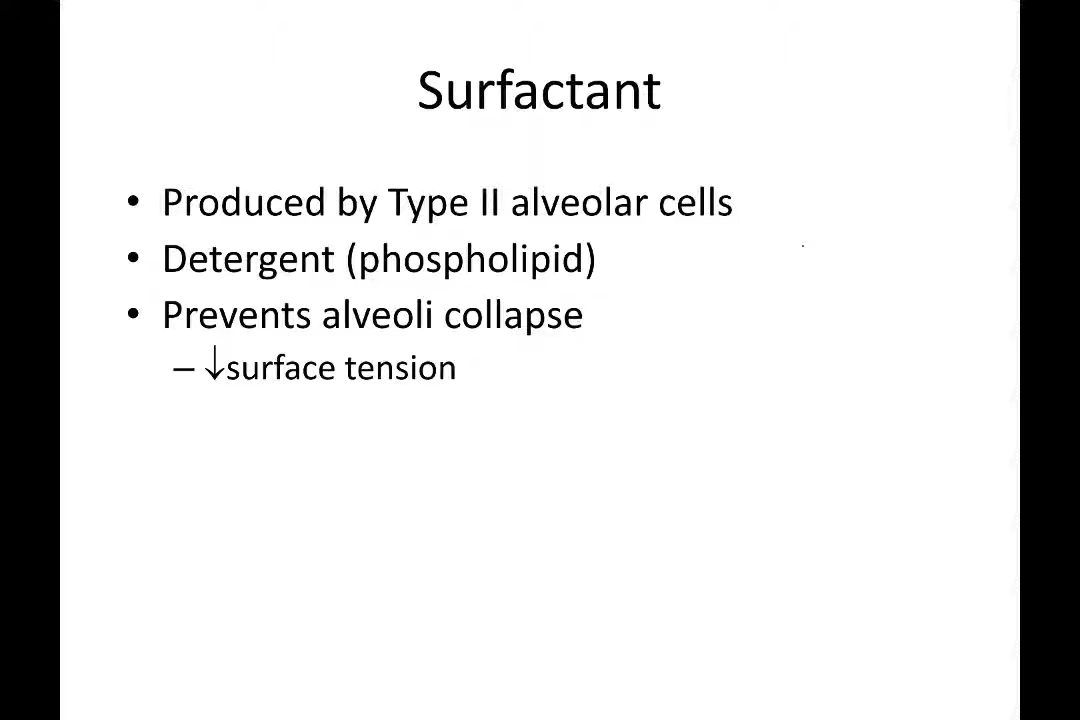 Surfactant
• Produced by Type II alveolar cells
• Detergent (phospholipid)
• Prevents alveoli collapse
– ↓surface tension